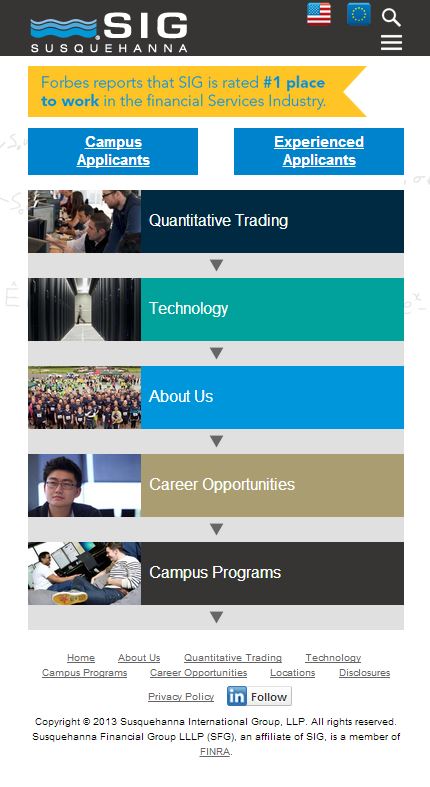 SIG
SUSQUEHANNA
Forbes reports that SIG is rated #1 place
to work in the financial Services Industry.
Campus
Applicants
Experienced
Applicants
Quantitative Trading
Technology
About Us
Career Opportunities
Campus Programs
Home About Us Quantitative Trading Technology
Campus Programs Career Opportunities Locations Disclosures
Privacy Policy in Follow
Copyright © 2013 Susquehanna International Group, LLP. All rights reserved.
Susquehanna Financial Group LLLP (SFG), an affiliate of SIG, is a member of
FINRA.